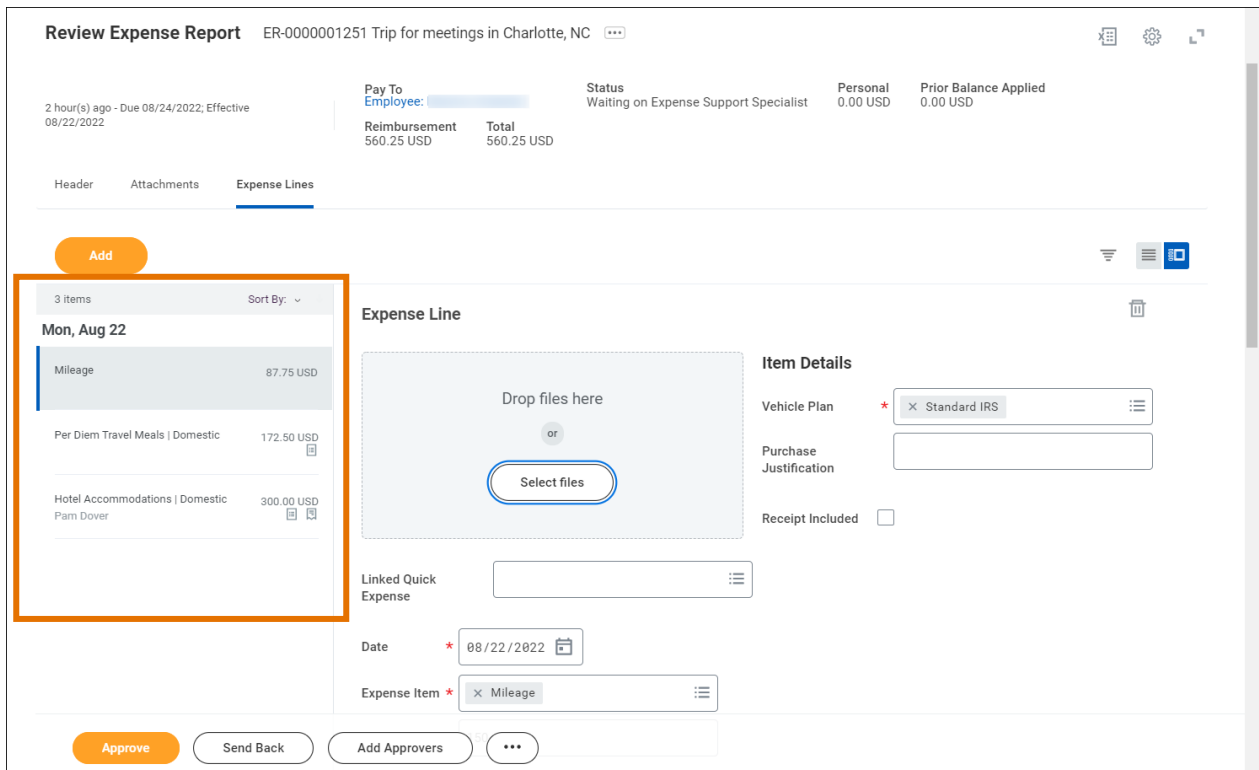 Review Expense Report ER-0000001251 Trip for meetings in Charlotte, NC
2 hour(s) ago - Due 08/24/2022; Effective
08/22/2022
Pay To
Employee:
Status
Waiting on Expense Support Specialist
Personal
0.00 USD
Prior Balance Applied
0.00 USD
Reimbursement
560.25 USD
Total
560.25 USD
Header Attachments Expense Lines
Add
3 items Sort By:
Mon, Aug 22
Mileage 87.75 USD
Per Diem Travel Meals | Domestic 172.50 USD
Hotel Accommodations | Domestic 300.00 USD
Pam Dover
Expense Line
Drop files here
or
Select files
Linked Quick
Expense
Date * 08/22/2022
Expense Item * × Mileage
Item Details
Vehicle Plan * × Standard IRS
Purchase
Justification
Receipt Included
Approve Send Back Add Approvers